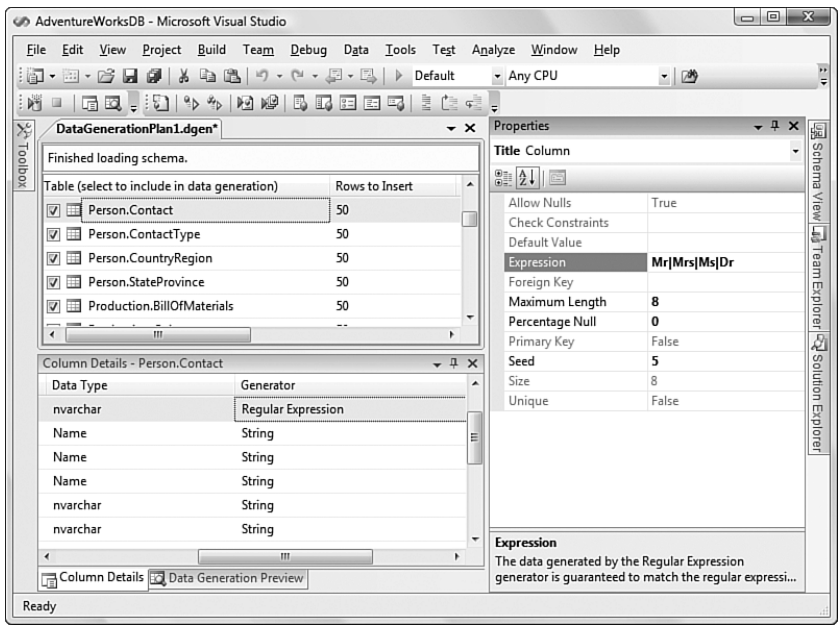 AdventureWorksDB - Microsoft Visual Studio
File Edit View Project Build Team Debug Data Tools Test Analyze Window Help
Default Any CPU
Toolbox
DataGenerationPlan1.dgen*
Finished loading schema.
Table (select to include in data generation) Rows to Insert
Person.Contact 50
Person.ContactType 50
Person.CountryRegion 50
Person.StateProvince 50
Production.BillOfMaterials 50
Column Details - Person.Contact
Data Type Generator
nvarchar Regular Expression
Name String
Name String
Name String
nvarchar String
nvarchar String
Column Details Data Generation Preview
Properties
Title Column
Allow Nulls True
Check Constraints
Default Value
Expression Mr|Mrs|Ms|Dr
Foreign Key
Maximum Length 8
Percentage Null 0
Primary Key False
Seed 5
Size 8
Unique False
Expression
The data generated by the Regular Expression
generator is guaranteed to match the regular expressi...
Schema View
Team Explorer
Solution Explorer
Ready